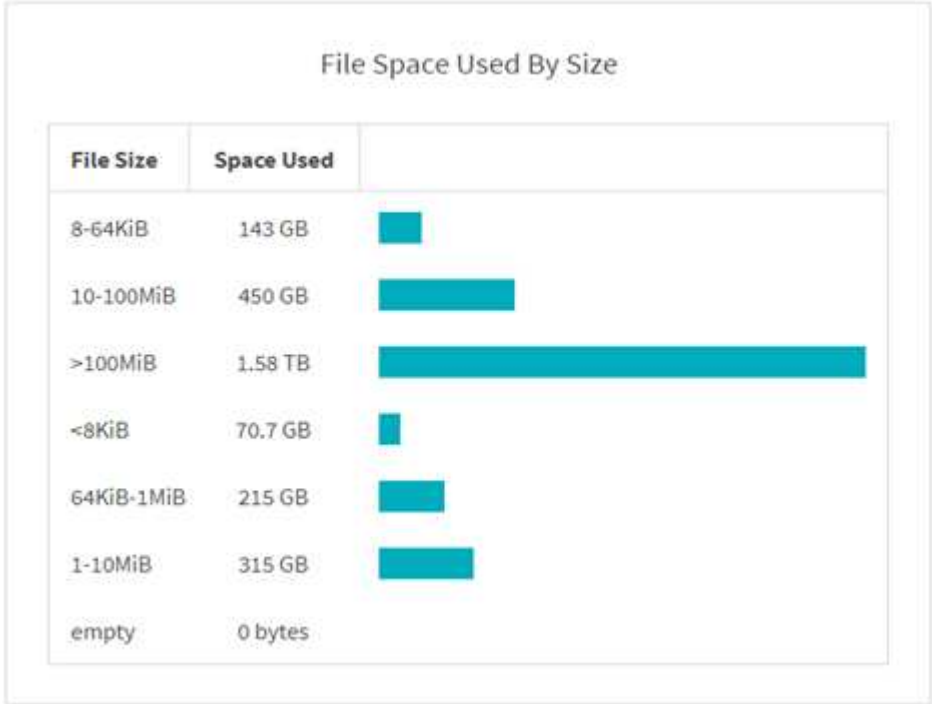 File Space Used By Size
File Size Space Used
8-64KiB 143 GB
10-100MiB 450 GB
>100MiB 1.58 TB
<8KiB 70.7 GB
64KiB-1MiB 215 GB
1-10MiB 315 GB
empty 0 bytes